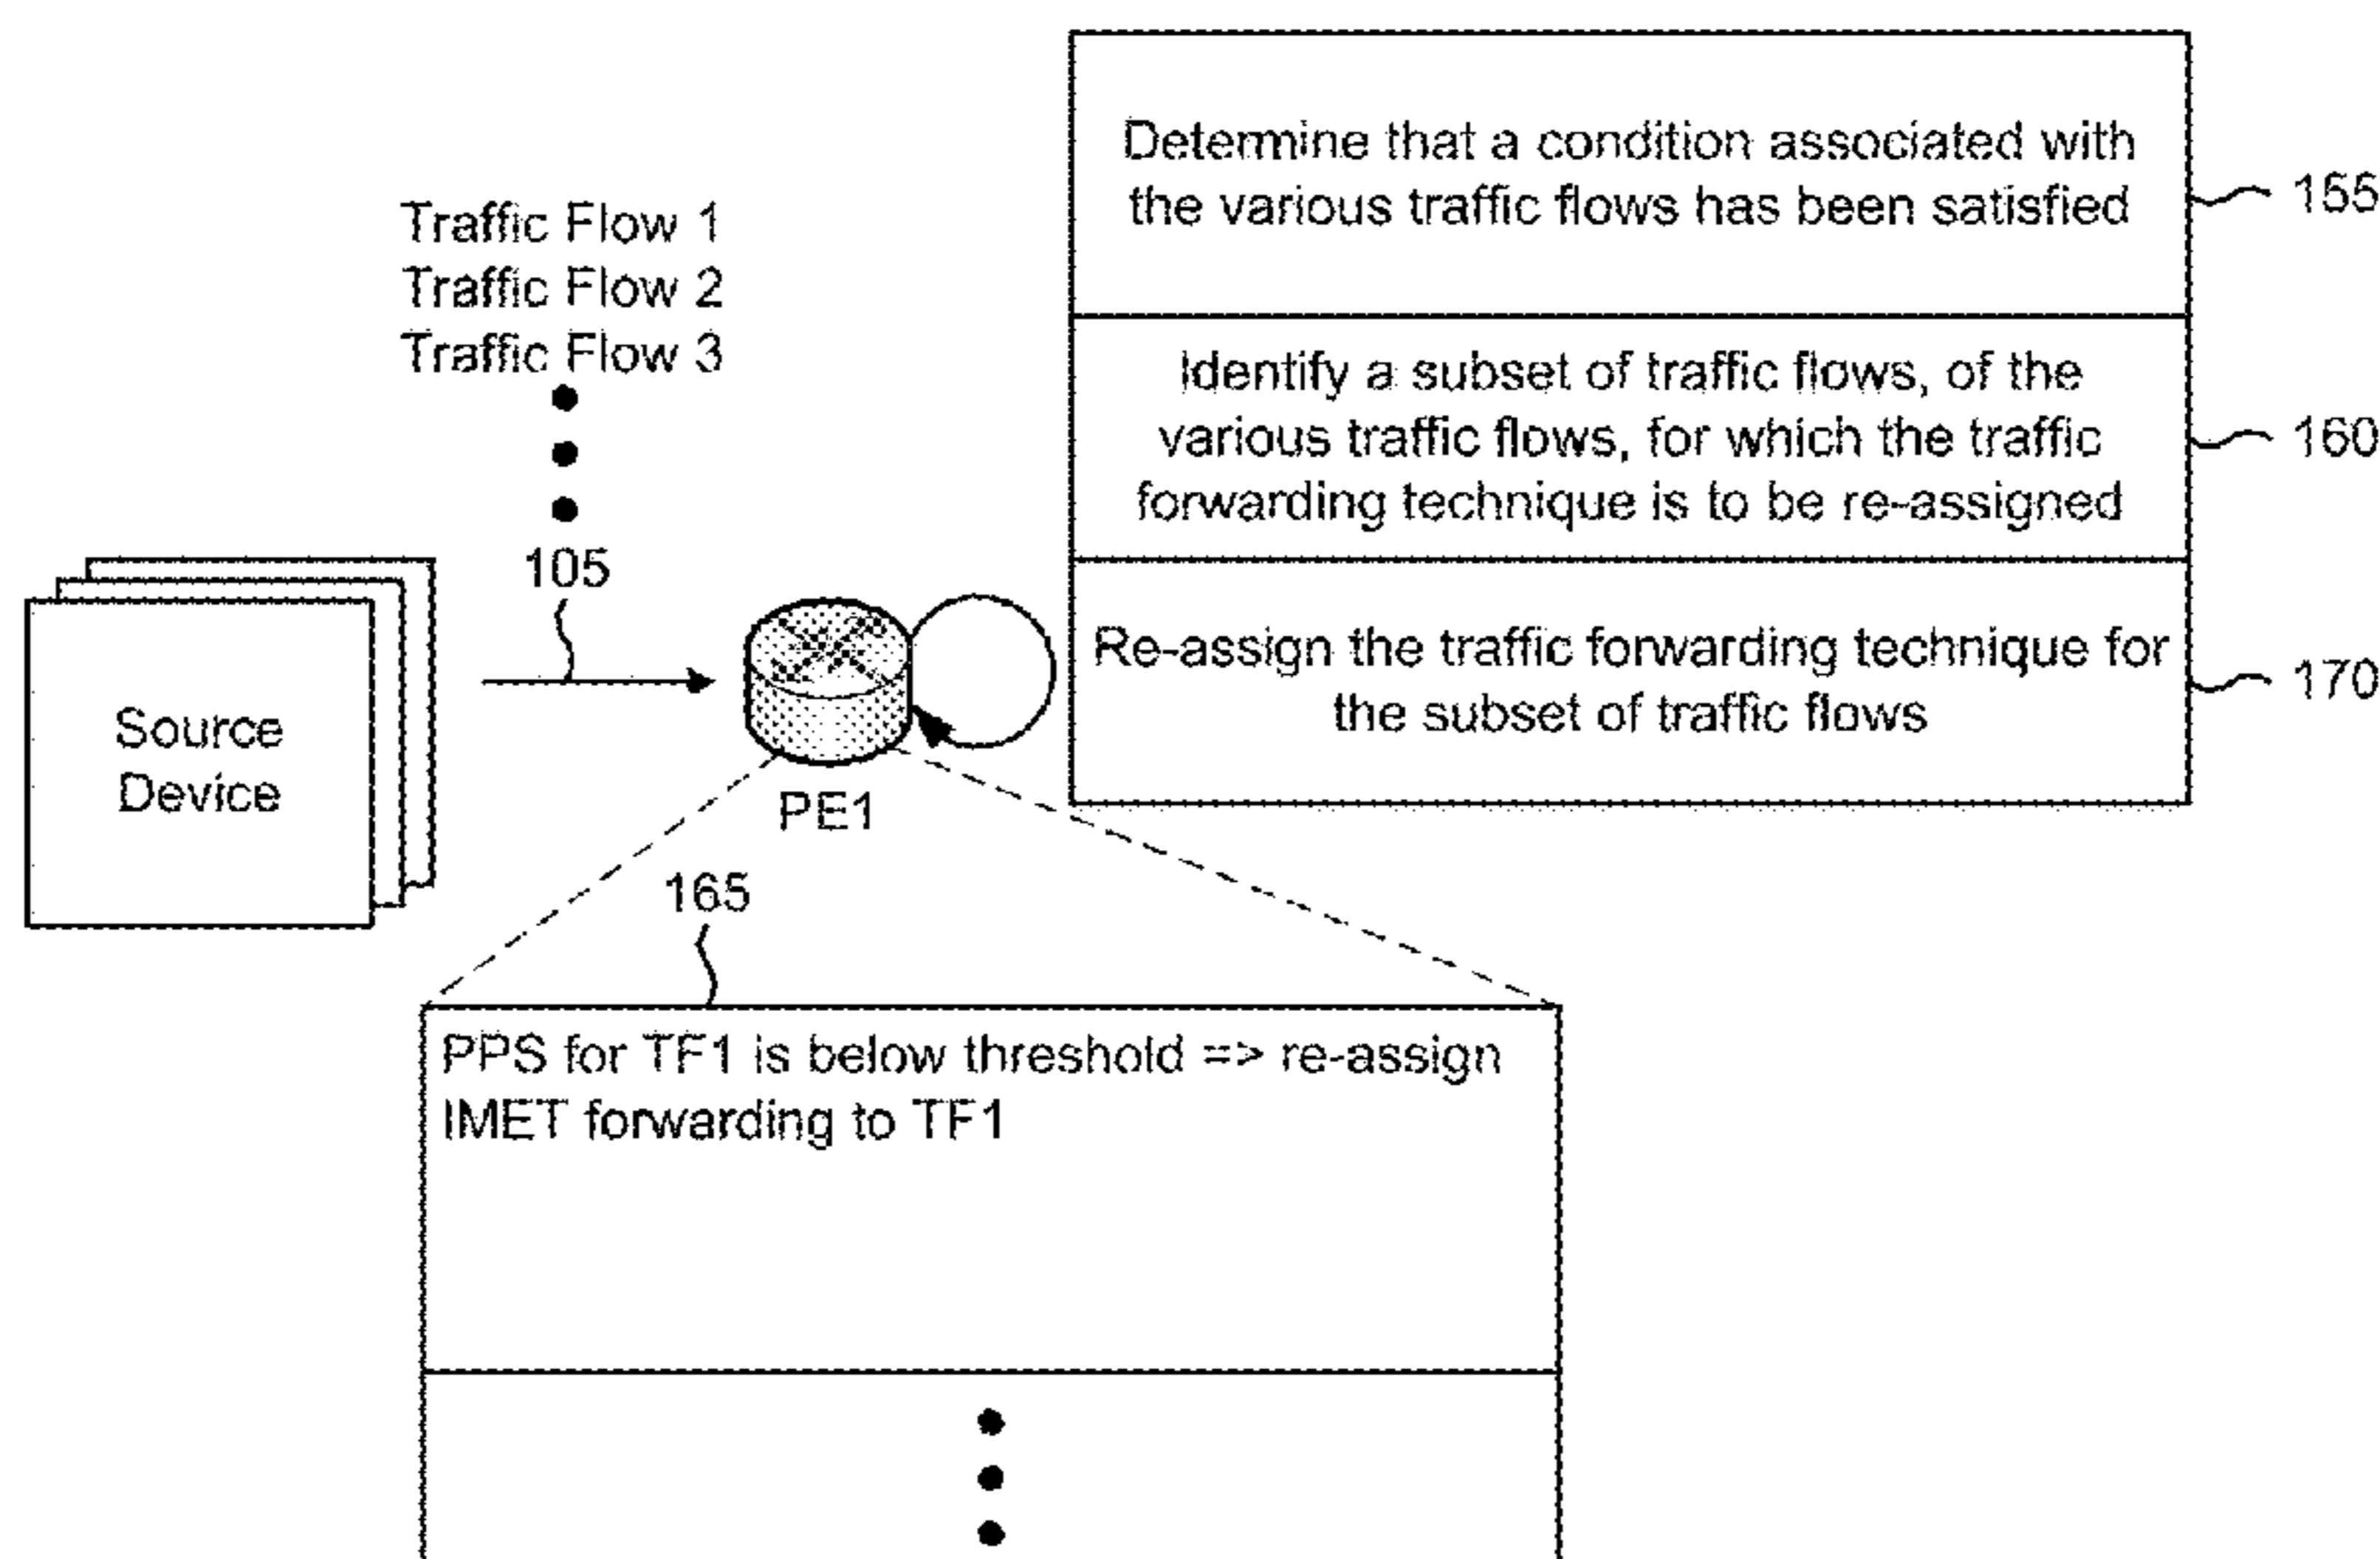 Determine that a condition associated with
the various traffic flows has been satisfied
155
Traffic Flow 1
Traffic Flow 2
Traffic Flow 3
Identify a subset of traffic flows, of the
various traffic flows, for which the traffic
forwarding technique is to be re-assigned
160
105
Re-assign the traffic forwarding technique for
the subset of traffic flows
170
Source
Device
PE1
165
PPS for TF1 is below threshold => re-assign
IMET forwarding to TF1